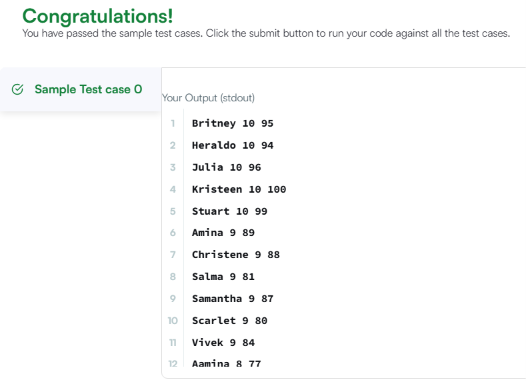 Congratulations!
You have passed the sample test cases. Click the submit button to run your code against all the test cases.
Sample Test case 0
Your Output (stdout)
1 Britney 10 95
2 Heraldo 10 94
3 Julia 10 96
4 Kristeen 10 100
5 Stuart 10 99
6 Amina 9 89
7 Christene 9 88
8 Salma 9 81
9 Samantha 9 87
10 Scarlet 9 80
11 Vivek 9 84
12 Aamina 8 77